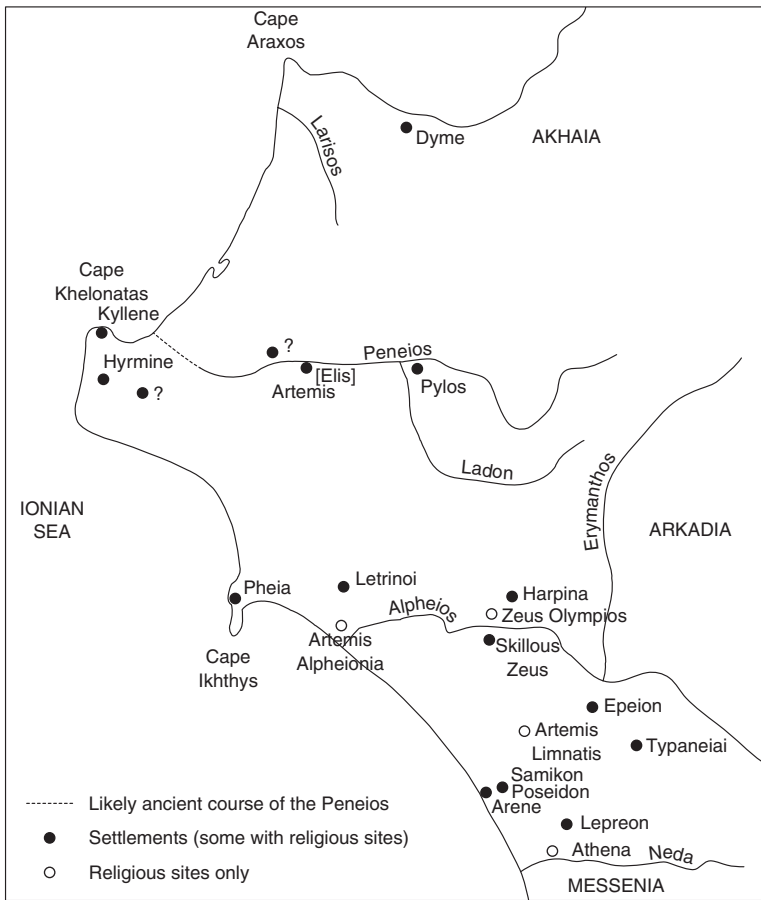 Cape
Araxos
Larisos
Dyme
AKHAIA
Cape
Khelonatas
Kyllene
Hyrmine
?
?
[Elis]
Artemis
Peneios
Pylos
Ladon
Erymanthos
IONIAN
SEA
ARKADIA
Pheia
Letrinoi
Alpheios
Harpina
Zeus Olympios
Artemis
Alpheionia
Skillous
Zeus
Cape
Ikhthys
Epeion
Artemis
Limnatis
Typaneiai
Samikon
Poseidon
Arene
Lepreon
Athena
Neda
MESSENIA
Likely ancient course of the Peneios
Settlements (some with religious sites)
Religious sites only